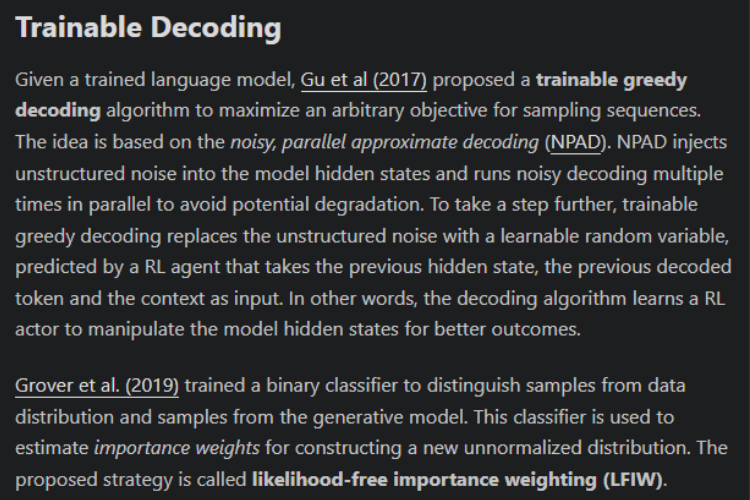 Trainable Decoding
Given a trained language model, Gu et al (2017) proposed a trainable greedy
decoding algorithm to maximize an arbitrary objective for sampling sequences.
The idea is based on the noisy, parallel approximate decoding (NPAD). NPAD injects
unstructured noise into the model hidden states and runs noisy decoding multiple
times in parallel to avoid potential degradation. To take a step further, trainable
greedy decoding replaces the unstructured noise with a learnable random variable,
predicted by a RL agent that takes the previous hidden state, the previous decoded
token and the context as input. In other words, the decoding algorithm learns a RL
actor to manipulate the model hidden states for better outcomes.
Grover et al. (2019) trained a binary classifier to distinguish samples from data
distribution and samples from the generative model. This classifier is used to
estimate importance weights for constructing a new unnormalized distribution. The
proposed strategy is called likelihood-free importance weighting (LFIW).